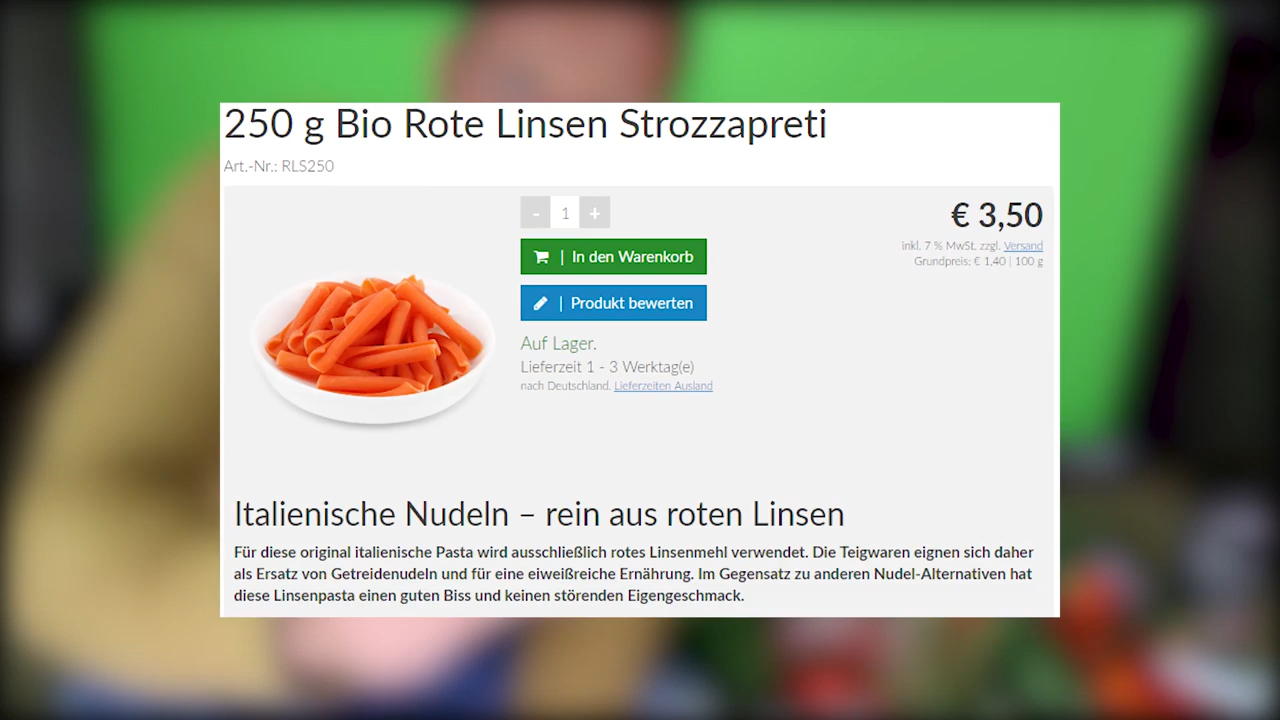 250 g Bio Rote Linsen Strozzapreti
Art.-Nr.: RLS250
- 1 +
€ 3,50
inkl. 7 % MwSt. zzgl. Versand
Grundpreis: € 1,40 | 100 g
| In den Warenkorb
| Produkt bewerten
Auf Lager.
Lieferzeit 1 - 3 Werktag(e)
nach Deutschland. Lieferzeiten Ausland
Italienische Nudeln – rein aus roten Linsen
Für diese original italienische Pasta wird ausschließlich rotes Linsenmehl verwendet. Die Teigwaren eignen sich daher
als Ersatz von Getreidenudeln und für eine eiweißreiche Ernährung. Im Gegensatz zu anderen Nudel-Alternativen hat
diese Linsenpasta einen guten Biss und keinen störenden Eigengeschmack.